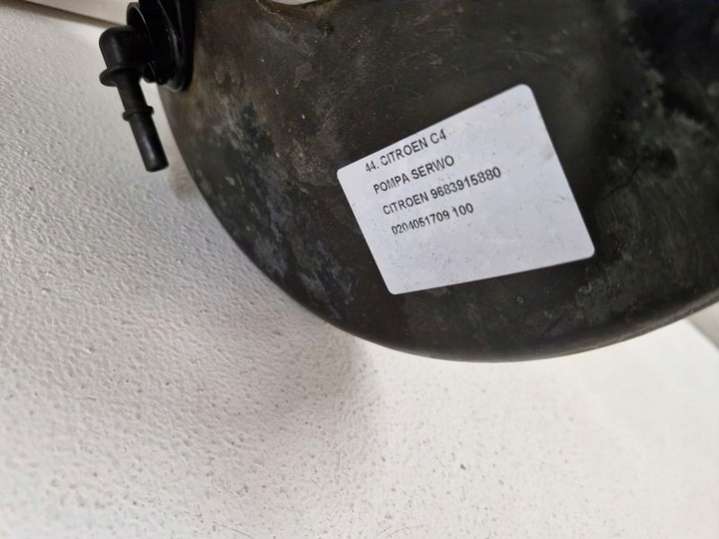 44. CITROEN C4
POMPA SERWO
CITROEN 9683915880
0204051709 100